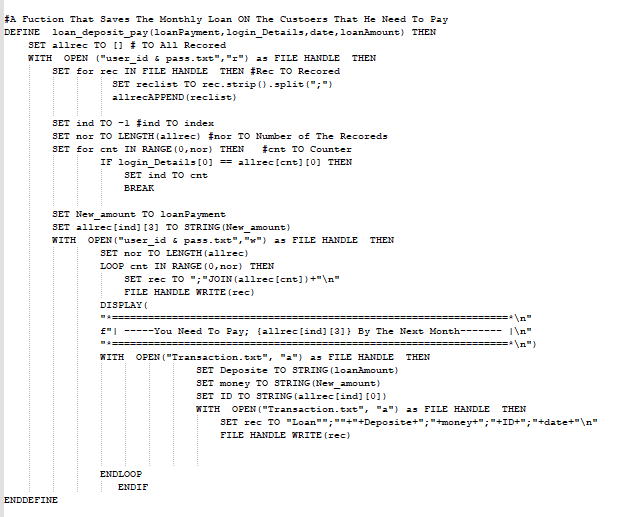 #A Fuction That Saves The Monthly Loan ON The Custoers That He Need To Pay
DEFINE  loan_deposit_pay(loanPayment,login_Details,date,loanAmount) THEN
    SET allrec TO [] # TO All Recored
    WITH  OPEN ("user_id & pass.txt","r") as FILE HANDLE  THEN
        SET for rec IN FILE HANDLE  THEN #Rec TO Recored
                  SET reclist TO rec.strip().split(";")
                  allrecAPPEND(reclist)
        SET ind TO -1 #ind TO index
        SET nor TO LENGTH(allrec) #nor TO Number of The Recoreds
        SET for cnt IN RANGE(0,nor) THEN   #cnt TO Counter
                IF login_Details[0] == allrec[cnt][0] THEN
                    SET ind TO cnt
                    BREAK
        SET New_amount TO loanPayment
        SET allrec[ind][3] TO STRING(New_amount)
        WITH  OPEN("user_id & pass.txt","w") as FILE HANDLE  THEN
                SET nor TO LENGTH(allrec)
                LOOP cnt IN RANGE(0,nor) THEN
                    SET rec TO ";"JOIN(allrec[cnt])+"\n"
                    FILE HANDLE WRITE(rec)
                DISPLAY(
                "*==================================================================*\n"
                f"| -----You Need To Pay; {allrec[ind][3]} By The Next Month------- |\n"
                "*==================================================================*\n")
                WITH  OPEN("Transaction.txt", "a") as FILE HANDLE  THEN
                                SET Deposite TO STRING(loanAmount)
                                SET money TO STRING(New_amount)
                                SET ID TO STRING(allrec[ind][0])
                                WITH  OPEN("Transaction.txt", "a") as FILE HANDLE  THEN
                                    SET rec TO "Loan"";""+"+Deposite+";"+money+";"+ID+";"+date+"\n"
                                    FILE HANDLE WRITE(rec)
                ENDLOOP
                   ENDIF
ENDDEFINE